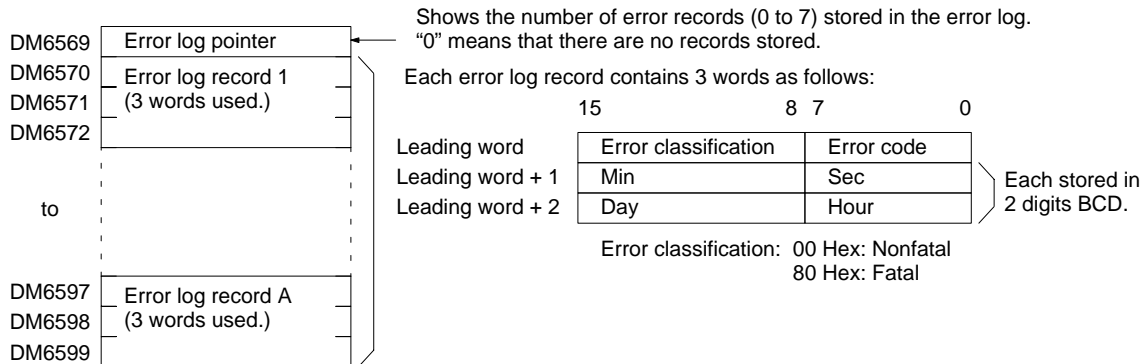 Shows the number of error records (0 to 7) stored in the error log.
“0” means that there are no records stored.
DM6569 Error log pointer
DM6570 Error log record 1
DM6571 (3 words used.)
DM6572
to
DM6597 Error log record A
DM6598 (3 words used.)
DM6599
Each error log record contains 3 words as follows:
15 8 7 0
Leading word Error classification Error code
Leading word + 1 Min Sec
Leading word + 2 Day Hour
Each stored in
2 digits BCD.
Error classification: 00 Hex: Nonfatal
80 Hex: Fatal